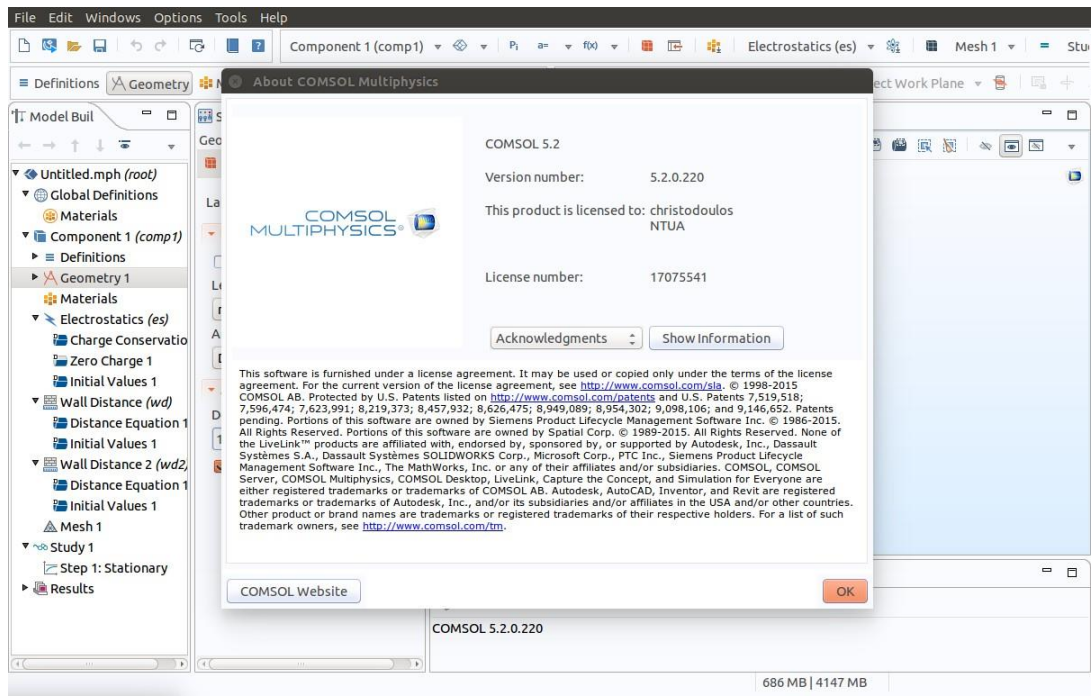 File Edit Windows Options Tools Help
Component 1 (comp1) Pi a= f(x) Electrostatics (es) Mesh 1 =
≡ Definitions Geometry ect Work Plane
Model Buil
Untitled.mph (root)
Global Definitions
Materials
Component 1 (comp1)
Definitions
Geometry 1
Materials
Electrostatics (es)
Charge Conservatio
Zero Charge 1
Initial Values 1
Wall Distance (wd)
Distance Equation 1
Initial Values 1
Wall Distance 2 (wd2)
Distance Equation 1
Initial Values 1
Mesh 1
Study 1
Step 1: Stationary
Results
Geo
La
About COMSOL Multiphysics
COMSOL
MULTIPHYSICS®
COMSOL 5.2
Version number: 5.2.0.220
This product is licensed to: christodoulos
NTUA
License number: 17075541
Acknowledgments Show Information
This software is furnished under a license agreement. It may be used or copied only under the terms of the license
agreement. For the current version of the license agreement, see http://www.comsol.com/sla. © 1998-2015
COMSOL AB. Protected by U.S. Patents listed on http://www.comsol.com/patents and U.S. Patents 7,519,518;
7,596,474; 7,623,991; 8,219,373; 8,457,932; 8,626,475; 8,949,089; 8,954,302; 9,098,106; and 9,146,652. Patents
pending. Portions of this software are owned by Siemens Product Lifecycle Management Software Inc. © 1986-2015.
All Rights Reserved. Portions of this software are owned by Spatial Corp. © 1989-2015. All Rights Reserved. None of
the LiveLink™ products are affiliated with, endorsed by, sponsored by, or supported by Autodesk, Inc., Dassault
Systèmes S.A., Dassault Systèmes SOLIDWORKS Corp., Microsoft Corp., PTC Inc., Siemens Product Lifecycle
Management Software Inc., The MathWorks, Inc. or any of their affiliates and/or subsidiaries. COMSOL, COMSOL
Server, COMSOL Multiphysics, COMSOL Desktop, LiveLink, Capture the Concept, and Simulation for Everyone are
either registered trademarks or trademarks of COMSOL AB. Autodesk, AutoCAD, Inventor, and Revit are registered
trademarks or trademarks of Autodesk, Inc., and/or its subsidiaries and/or affiliates in the USA and/or other countries.
Other product or brand names are trademarks or registered trademarks of their respective holders. For a list of such
trademark owners, see http://www.comsol.com/tm.
COMSOL Website OK
COMSOL 5.2.0.220
686 MB | 4147 MB